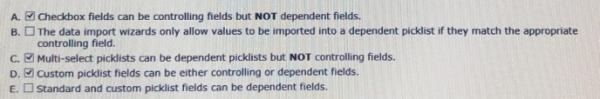 A. Checkbox fields can be controlling fields but NOT dependent fields.
B. The data import wizards only allow values to be imported into a dependent picklist if they match the appropriate
controlling field.
C. Multi-select picklists can be dependent picklists but NOT controlling fields.
D. Custom picklist fields can be either controlling or dependent fields.
E. Standard and custom picklist fields can be dependent fields.